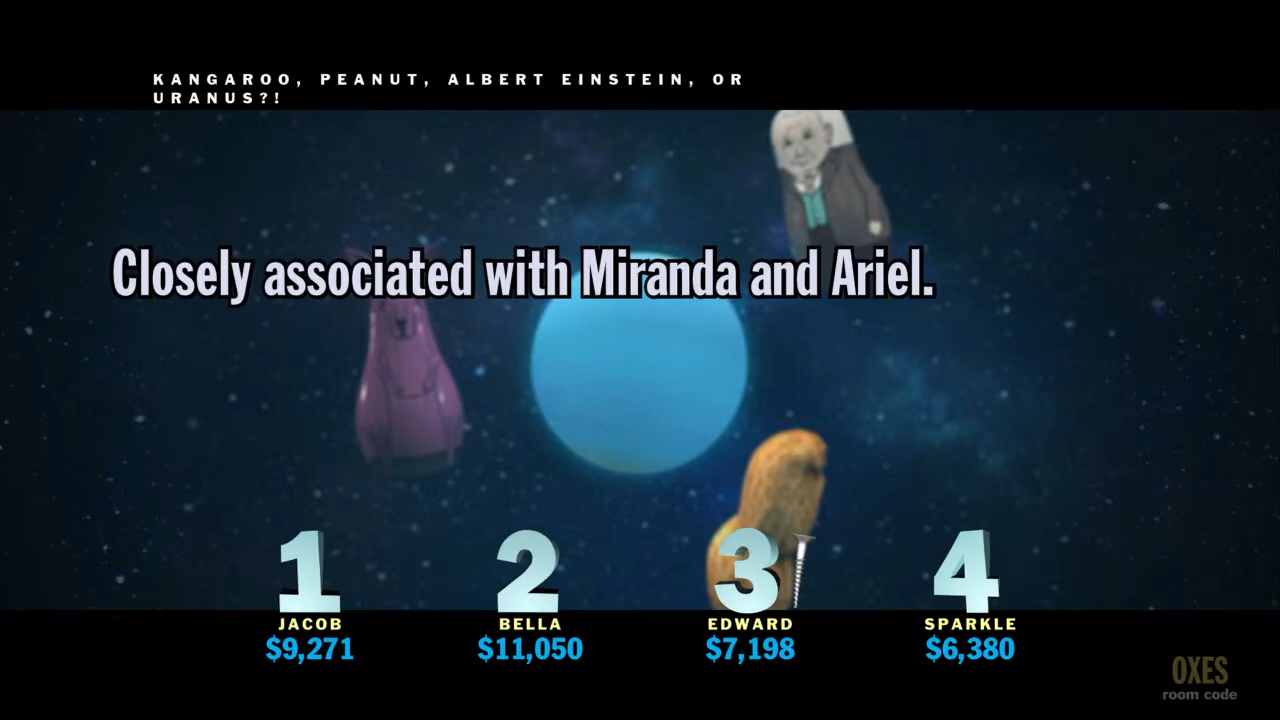 KANGAROO, PEANUT, ALBERT EINSTEIN, OR
URANUS?!
Closely associated with Miranda and Ariel.
1 2 3 4
JACOB BELLA EDWARD SPARKLE
$9,271 $11,050 $7,198 $6,380
OXES
room code